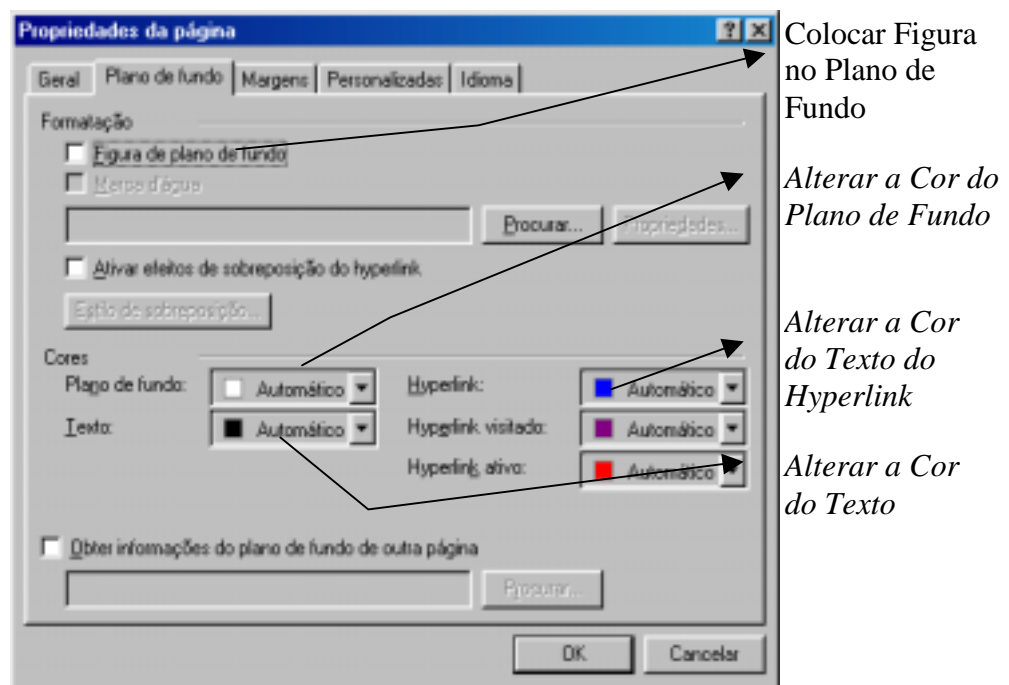 Propriedades da página
Geral Plano de fundo Margens Personalizadas Idioma
Formatação
Figura de plano de fundo
Marca d'água
Procurar... Propriedades...
Ativar efeitos de sobreposição do hyperlink
Estilo de sobreposição...
Cores
Plano de fundo: Automático Hyperlink: Automático
Texto: Automático Hyperlink visitado: Automático
Hyperlink ativo: Automático
Obter informações do plano de fundo de outra página
Procurar...
OK Cancelar
Colocar Figura
no Plano de
Fundo
Alterar a Cor do
Plano de Fundo
Alterar a Cor
do Texto do
Hyperlink
Alterar a Cor
do Texto